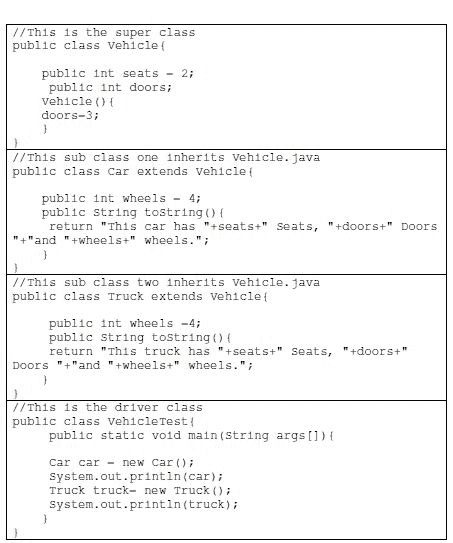 //This is the super class
public class Vehicle{
public int seats = 2;
public int doors;
Vehicle(){
doors=3;
}
}
//This sub class one inherits Vehicle.java
public class Car extends Vehicle{
public int wheels = 4;
public String toString(){
return "This car has "+seats+" Seats, "+doors+" Doors
"+"and "+wheels+" wheels.";
}
}
//This sub class two inherits Vehicle.java
public class Truck extends Vehicle{
public int wheels =4;
public String toString(){
return "This truck has "+seats+" Seats, "+doors+"
Doors "+"and "+wheels+" wheels.";
}
}
//This is the driver class
public class VehicleTest{
public static void main(String args[]){
Car car = new Car();
System.out.println(car);
Truck truck= new Truck();
System.out.println(truck);
}
}